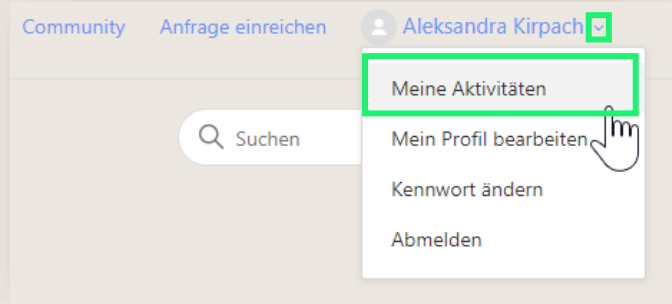 Community Anfrage einreichen Aleksandra Kirpach
Meine Aktivitäten
Suchen
Mein Profil bearbeiten
Kennwort ändern
Abmelden